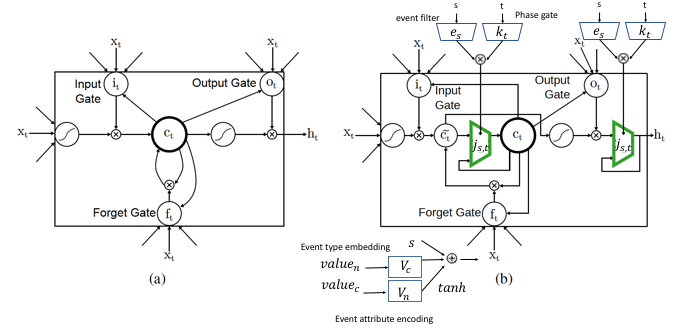 x_t
x_t
Input
Gate
i_t
Output Gate
o_t
x_t
c_t
h_t
Forget Gate
f_t
x_t
(a)
s
t
event filter
e_s
k_t
Phase gate
s
t
e_s
k_t
x_t
x_t
i_t
Input
Gate
Output
Gate
o_t
x_t
c̃_t
j_{s,t}
c_t
j_{s,t}
h_t
Forget Gate
f_t
x_t
(b)
Event type embedding
s
value_n
V_c
value_c
V_n
tanh
Event attribute encoding